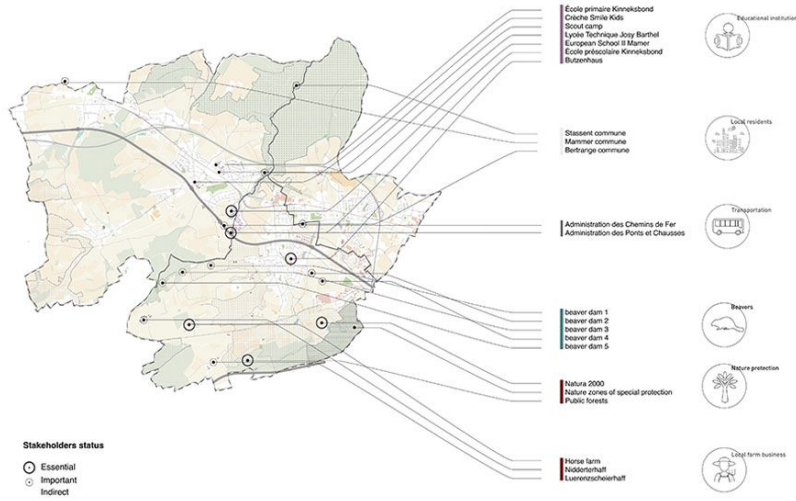 École primaire Kinneksbond
Crèche Smile Kids
Scout camp
Lycée Technique Josy Barthel
European School II Mamer
École préscolaire Kinneksbond
Butzenhaus
Educational institution
Stassent commune
Mammer commune
Bertrange commune
Local residents
Administration des Chemins de Fer
Administration des Ponts et Chausses
Transportation
beaver dam 1
beaver dam 2
beaver dam 3
beaver dam 4
beaver dam 5
Beavers
Natura 2000
Nature zones of special protection
Public forests
Nature protection
Horse farm
Niddorterhaff
Luerenzscheierhaff
Local farm business
Stakeholders status
Essential
Important
Indirect